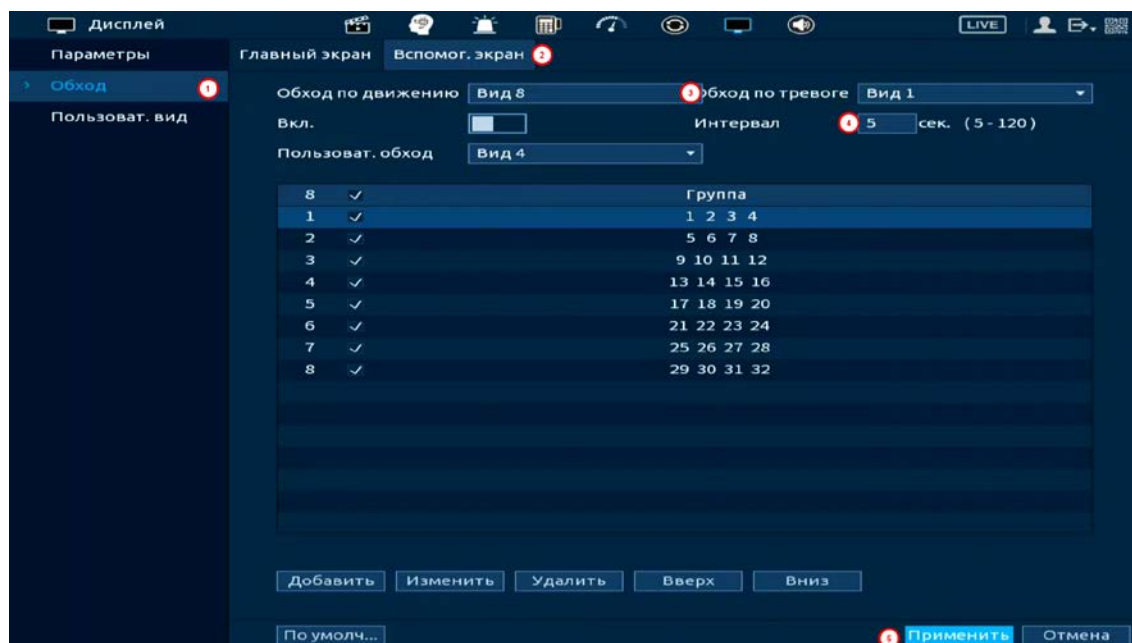 Дисплей LIVE
Параметры Главный экран Вспомог. экран 2
Обход 1
Обход по движению Вид 8 3 Обход по тревоге Вид 1
Пользоват. вид
Вкл. Интервал 4 5 сек. ( 5 - 120 )
Пользоват. обход Вид 4
8 Группа
1 1 2 3 4
2 5 6 7 8
3 9 10 11 12
4 13 14 15 16
5 17 18 19 20
6 21 22 23 24
7 25 26 27 28
8 29 30 31 32
Добавить Изменить Удалить Вверх Вниз
По умолч... 5 Применить Отмена